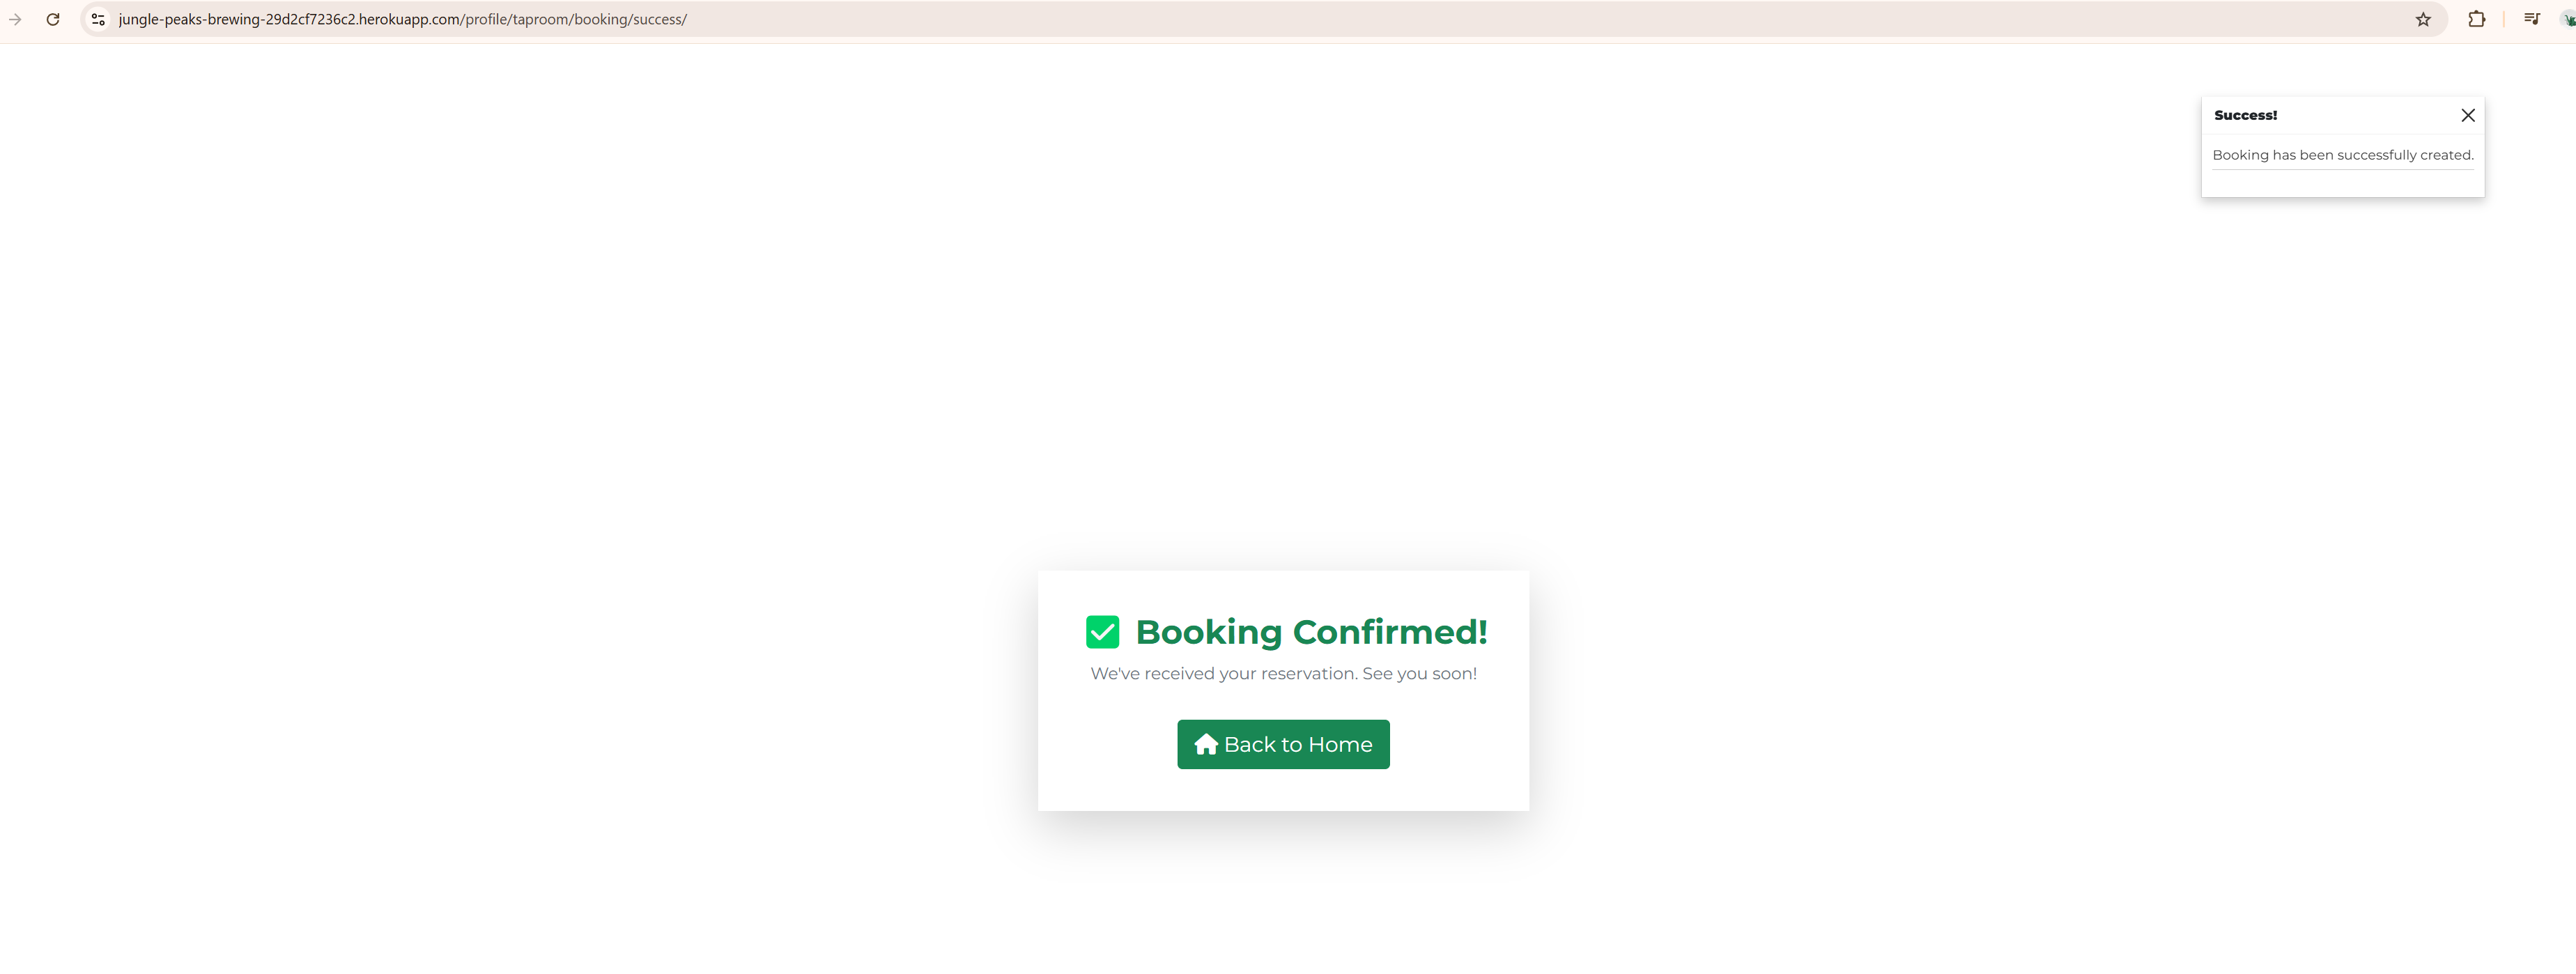 jungle-peaks-brewing-29d2cf7236c2.herokuapp.com/profile/taproom/booking/success/
Success!
Booking has been successfully created.
Booking Confirmed!
We've received your reservation. See you soon!
Back to Home